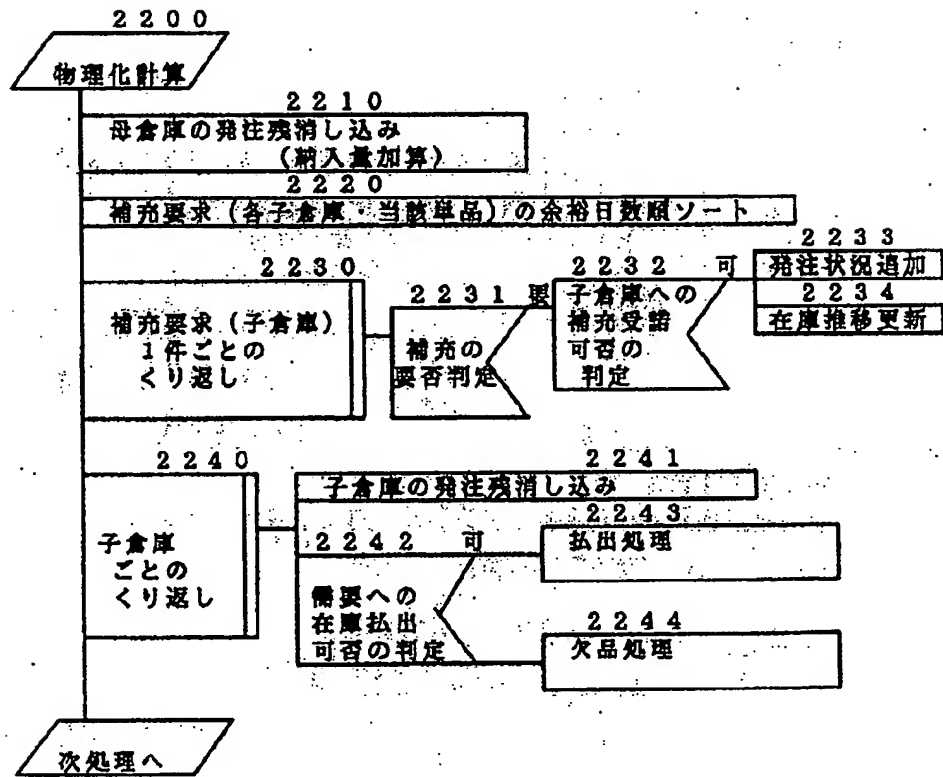 2200
物理化計算
2210
母倉庫の発注残消し込み
（納入量加算）
2220
補充要求（各子倉庫・当該単品）の余裕日数順ソート
2230
補充要求（子倉庫）
1件ごとの
くり返し
2231 要
補充の
要否判定
2232 可
子倉庫への
補充受諾
可否の
判定
2233
発注状況追加
2234
在庫推移更新
2240
子倉庫
ごとの
くり返し
2241
子倉庫の発注残消し込み
2242 可
需要への
在庫払出
可否の判定
2243
払出処理
2244
欠品処理
次処理へ